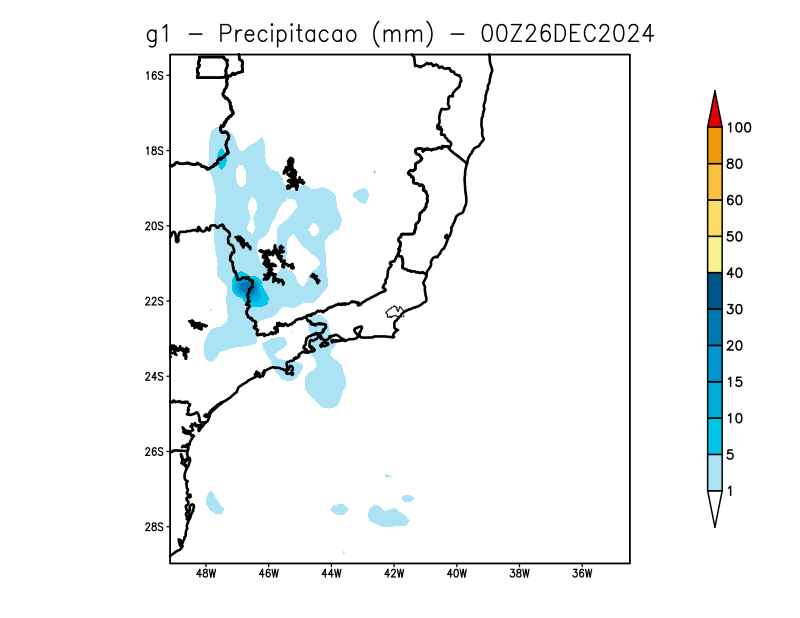 g1 – Precipitacao (mm) – 00Z26DEC2024
16S
18S
20S
22S
24S
26S
28S
48W 46W 44W 42W 40W 38W 36W
100
80
60
50
40
30
20
15
10
5
1